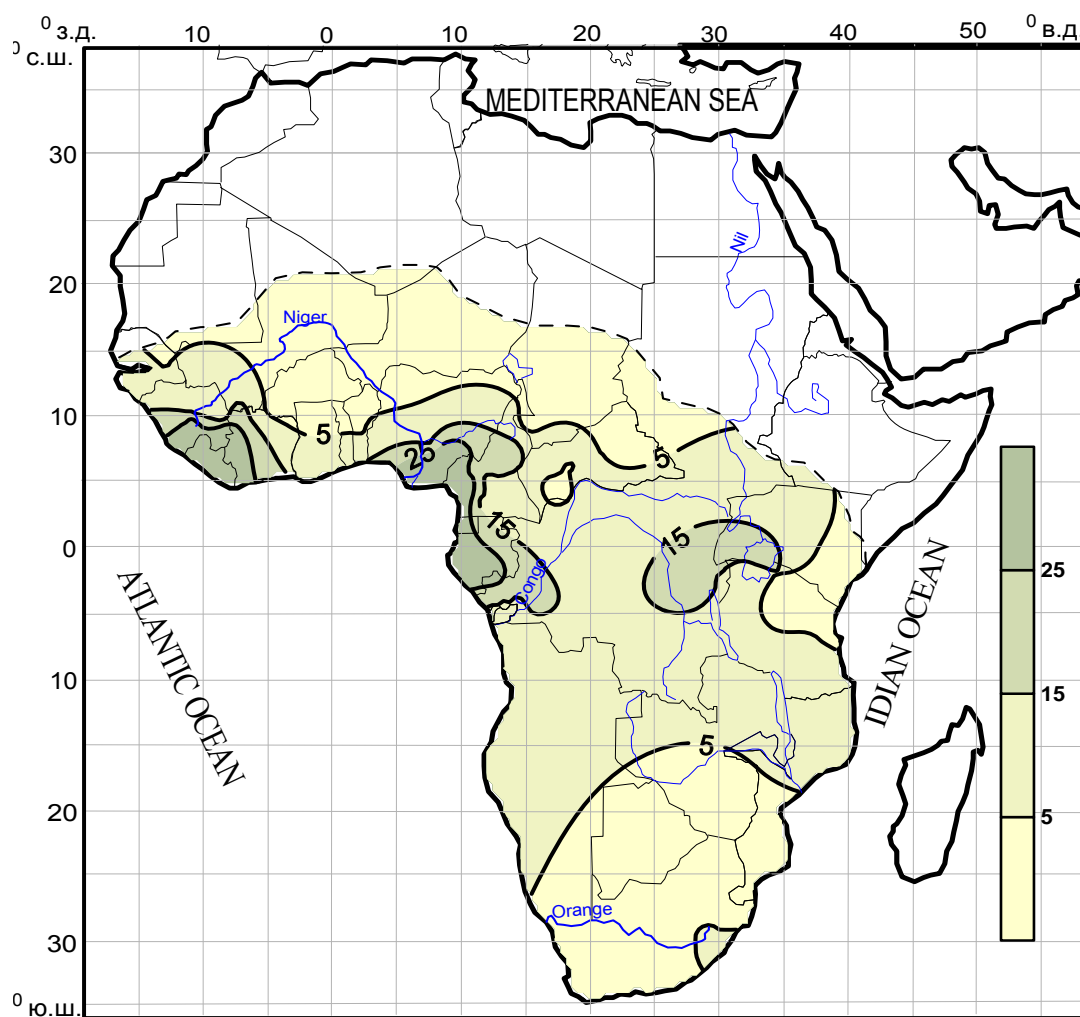 0 з.д. 10 0 10 20 30 40 50 0 в.д.
0 с.ш.
MEDITERRANEAN SEA
30
Nil
20
Niger
10
5
25
5
15
15
0
Congo
25
ATLANTIC OCEAN
IDIAN OCEAN
10
15
5
20
5
Orange
30
0 ю.ш.